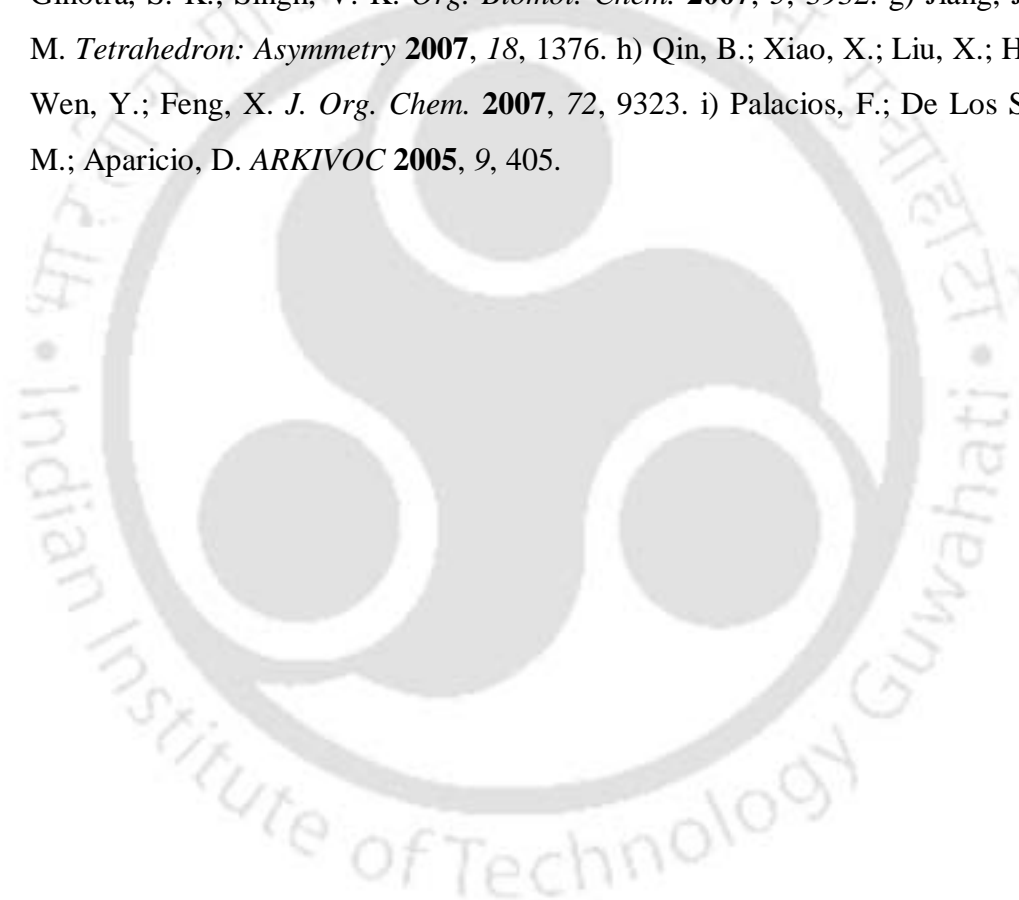 S. K.; Singh, V. K. Org. Biomol. Chem. 2007, 5, 3932. g) Jiang, J
M. Tetrahedron: Asymmetry 2007, 18, 1376. h) Qin, B.; Xiao, X.; Liu, X.; H
Wen, Y.; Feng, X. J. Org. Chem. 2007, 72, 9323. i) Palacios, F.; De Los S
M.; Aparicio, D. ARKIVOC 2005, 9, 405.
• Indian Institute of Technology Guwahati •